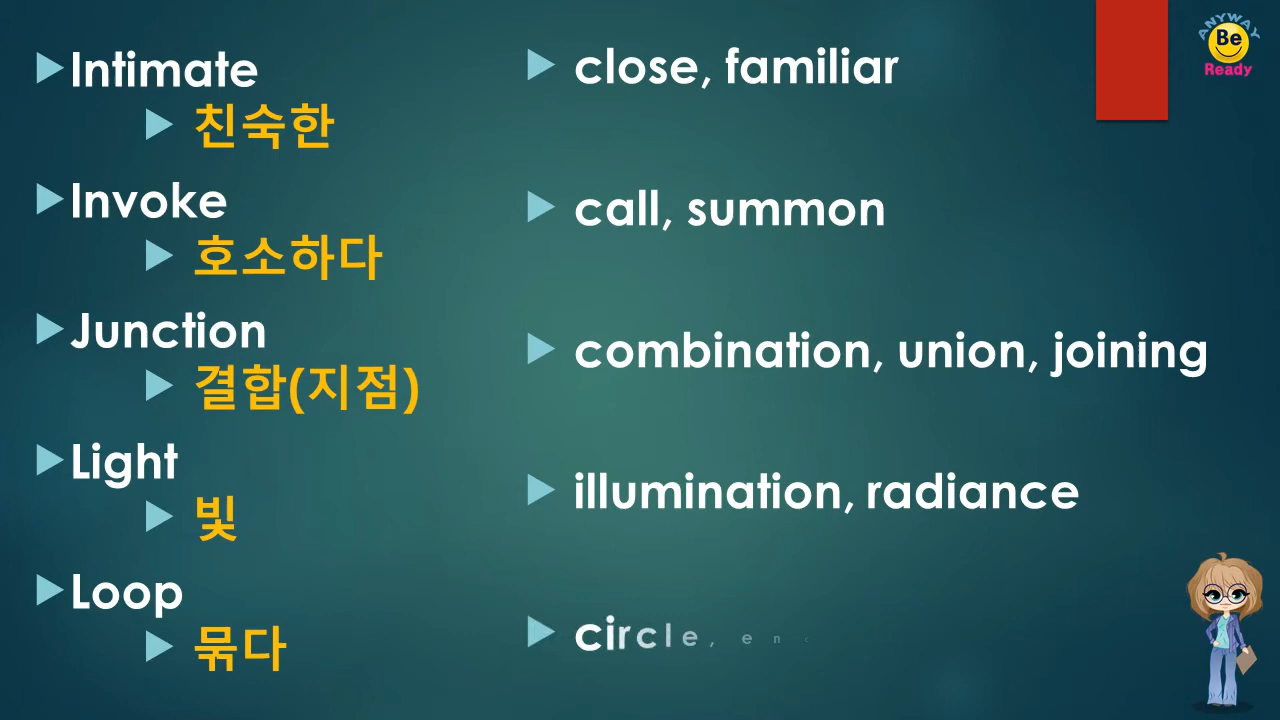 Intimate
친숙한
Invoke
호소하다
Junction
결합(지점)
Light
빛
Loop
묶다
close, familiar
call, summon
combination, union, joining
illumination, radiance
circle,
ANYWAY
Be
Ready